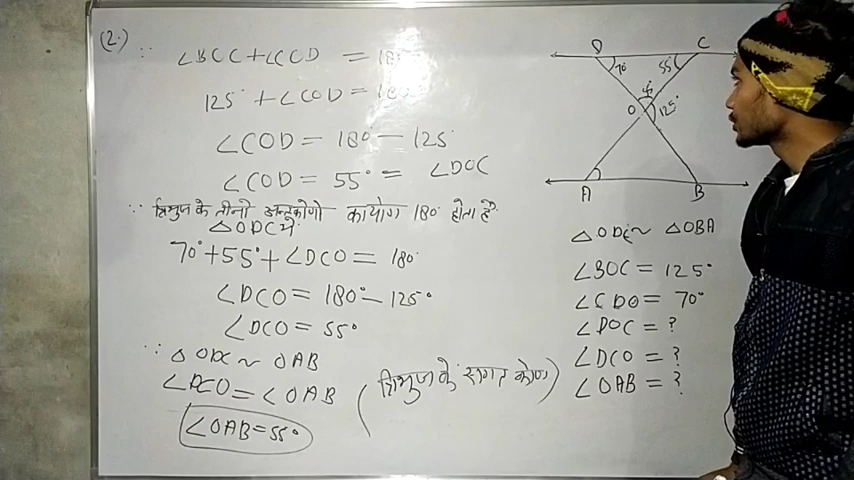 (2.)
∵ ∠BOC + ∠COD = 180
125° + ∠COD = 180
∠COD = 180° - 125°
∠COD = 55° = ∠DOC
∵ त्रिभुज के तीनो अन्तकोणो का योग 180° होता है
△ODC में
70° + 55° + ∠DCO = 180°
∠DCO = 180° - 125°
∠DCO = 55°
∵ △ODC ~ OAB
∠DCO = ∠OAB (त्रिभुज के संगत कोण)
∠OAB = 55°
D C
70° 55°
O 125°
A B
△ODC ~ △OBA
∠BOC = 125°
∠CDO = 70°
∠DOC = ?
∠DCO = ?
∠OAB = ?